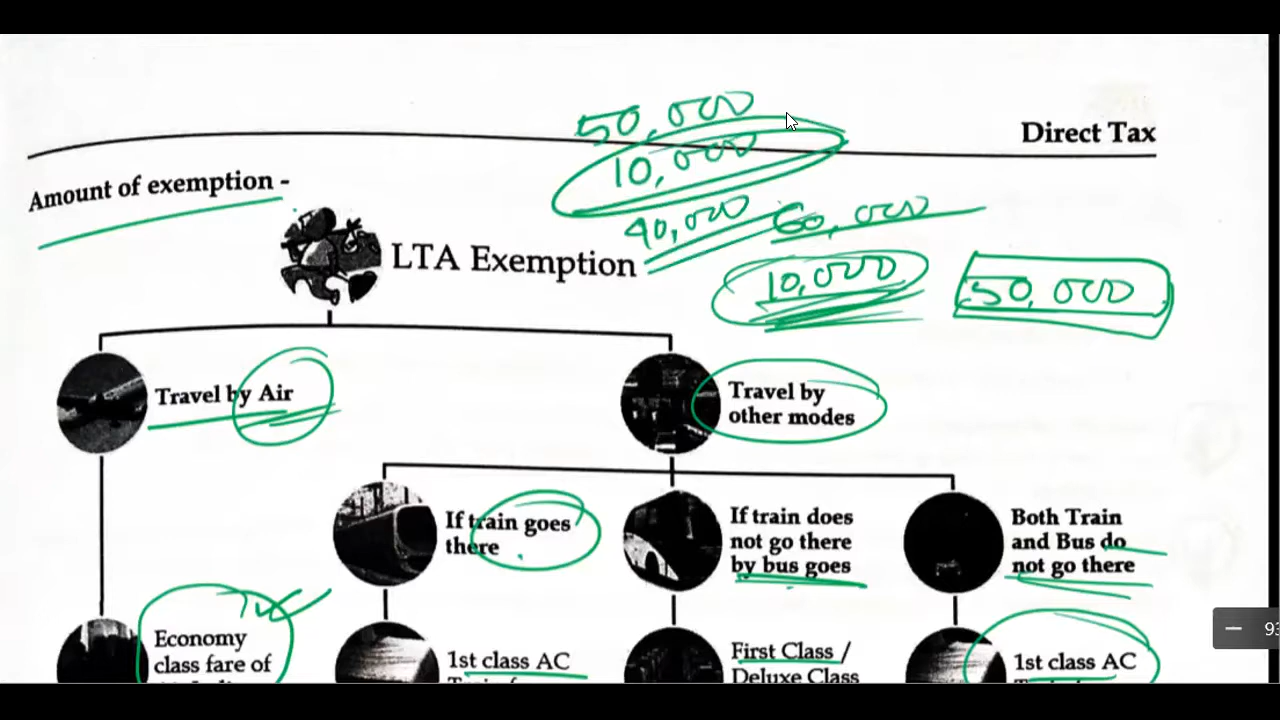 50,000
10,000
Direct Tax
Amount of exemption -
40,000
60,000
LTA Exemption
10,000
50,000
Travel by Air
Travel by
other modes
If train goes
there
If train does
not go there
by bus goes
Both Train
and Bus do
not go there
Economy
class fare of
1st class AC
First Class /
Deluxe Class
1st class AC
93